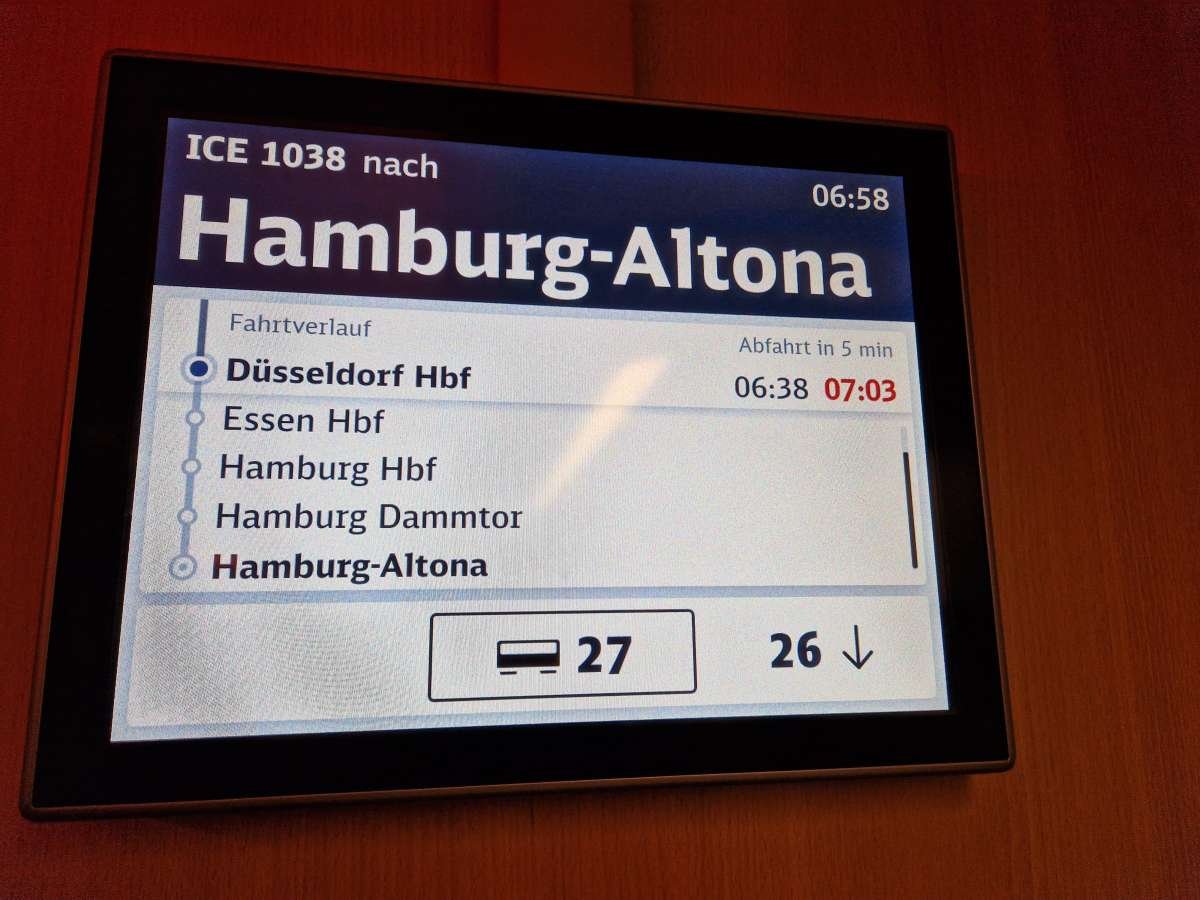 ICE 1038 nach
06:58
Hamburg-Altona
Fahrtverlauf
Abfahrt in 5 min
Düsseldorf Hbf
06:38 07:03
Essen Hbf
Hamburg Hbf
Hamburg Dammtor
Hamburg-Altona
27
26 ↓